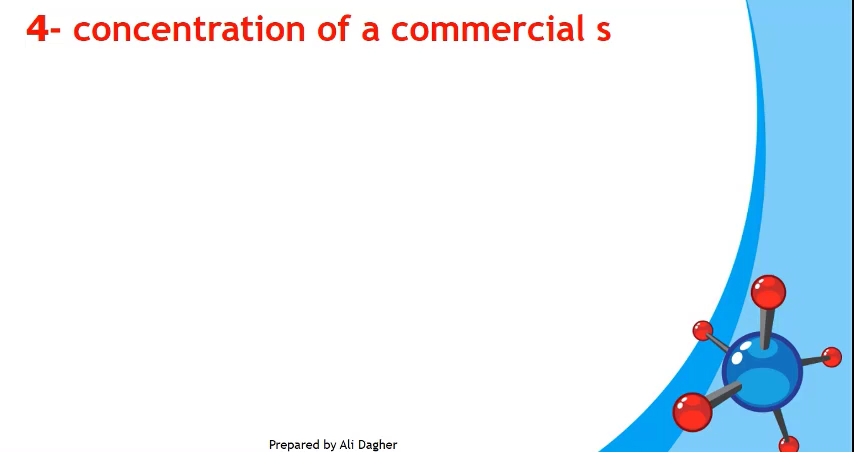 4- concentration of a commercial s
Prepared by Ali Dagher